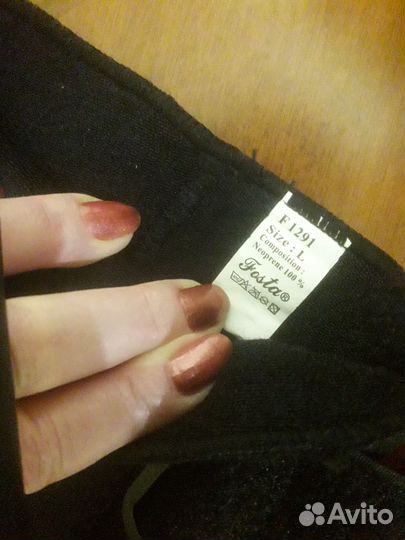 F1291
Size : L
Composition :
Neoprene 100 %
Fosta®
Avito